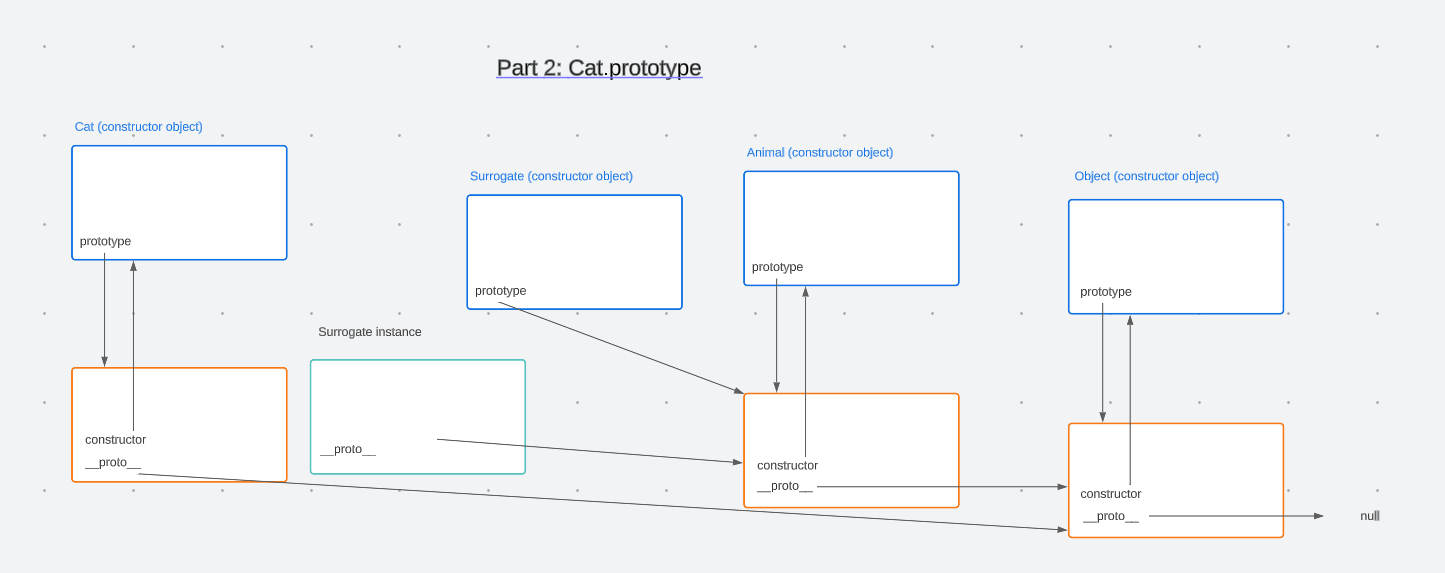 Part 2: Cat.prototype
Cat (constructor object)
prototype
constructor
__proto__
Surrogate (constructor object)
prototype
Surrogate instance
__proto__
Animal (constructor object)
prototype
constructor
__proto__
Object (constructor object)
prototype
constructor
__proto__
null